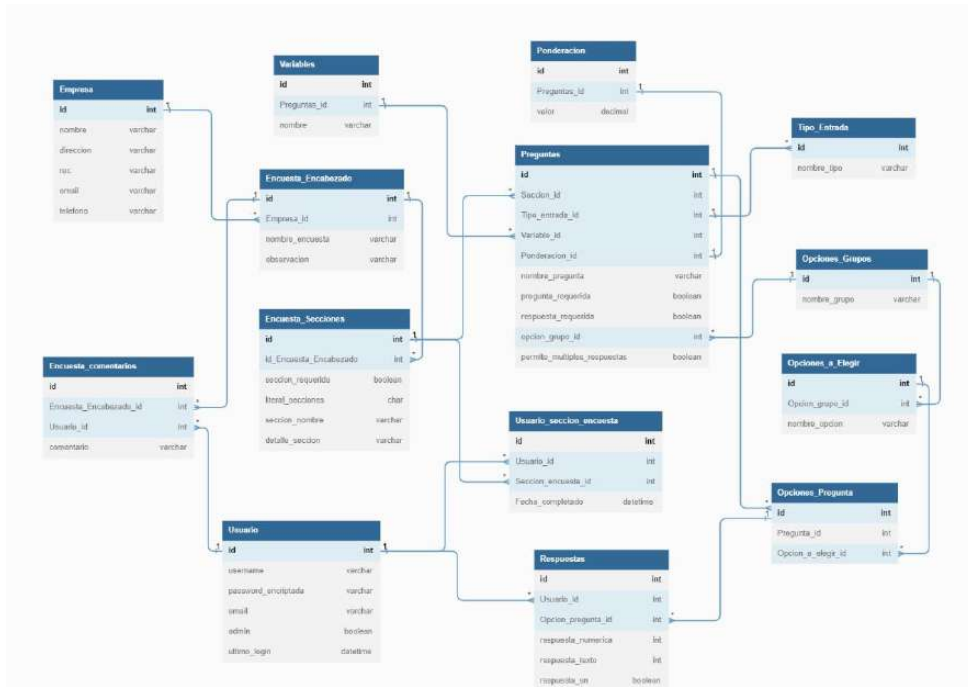 Empresa
id int
nombre varchar
direccion varchar
ruc varchar
email varchar
telefono varchar
Variables
id int
Preguntas_id int
nombre varchar
Ponderacion
id int
Preguntas_id int
valor decimal
Tipo_Entrada
id int
nombre_tipo varchar
Encuesta_Encabezado
id int
Empresa_id int
nombre_encuesta varchar
observacion varchar
Preguntas
id int
Seccion_id int
Tipo_entrada_id int
Variable_id int
Ponderacion_id int
nombre_pregunta varchar
pregunta_requerida boolean
respuesta_requerida boolean
opcion_grupo_id int
permite_multiples_respuestas boolean
Opciones_Grupos
id int
nombre_grupo varchar
Encuesta_Secciones
id int
id_Encuesta_Encabezado int
seccion_requerida boolean
literal_secciones char
seccion_nombre varchar
detalle_seccion varchar
Encuesta_comentarios
id int
Encuesta_Encabezado_id int
Usuario_id int
comentario varchar
Opciones_a_Elegir
id int
Opcion_grupo_id int
nombre_opcion varchar
Usuario_seccion_encuesta
id int
Usuario_id int
Seccion_encuesta_id int
Fecha_completado datetime
Opciones_Pregunta
id int
Pregunta_id int
Opcion_a_elegir_id int
Usuario
id int
username varchar
password_encriptada varchar
email varchar
admin boolean
ultimo_login datetime
Respuestas
id int
Usuario_id int
Opcion_pregunta_id int
respuesta_numerica int
respuesta_texto int
respuesta_sn boolean